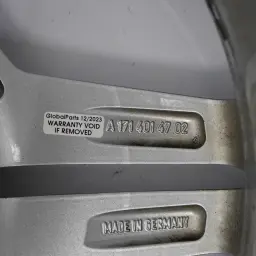 GlobalParts 12/2023
WARRANTY VOID
IF REMOVED
A 171 401 37 02
MADE IN GERMANY